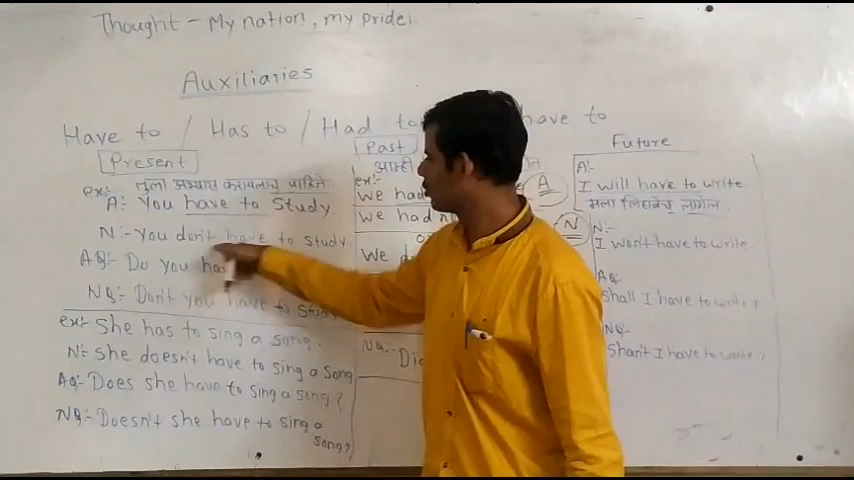 Thought - My nation, my pride!
Auxiliaries
Have to / Has to / Had to have to
Present
ex:- तुला अभ्यास करायलाच पाहिजे
A:- You have to Study.
N:- You don't have to study.
AQ:- Do you ha
NQ:- Don't you have to Study
ex:- She has to sing a song.
N:- She doesn't have to sing a song.
AQ:- Does she have to sing a song?
NQ:- Doesn't she have to sing a song?
Past
आम्ही
ex:-
we had
A
we had n
N
We d
NQ:- Di
Future
A:-
I will have to write.
मला लिहावेच लागेल.
N:-
I won't have to write.
AQ
Shall I have to write?
NQ:-
Shan't I have to write?